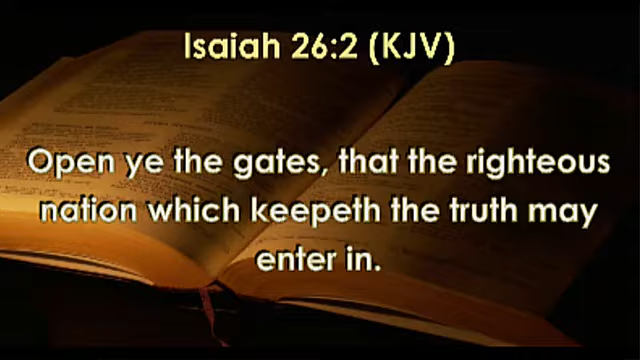 Isaiah 26:2 (KJV)
Open ye the gates, that the righteous
nation which keepeth the truth may
enter in.